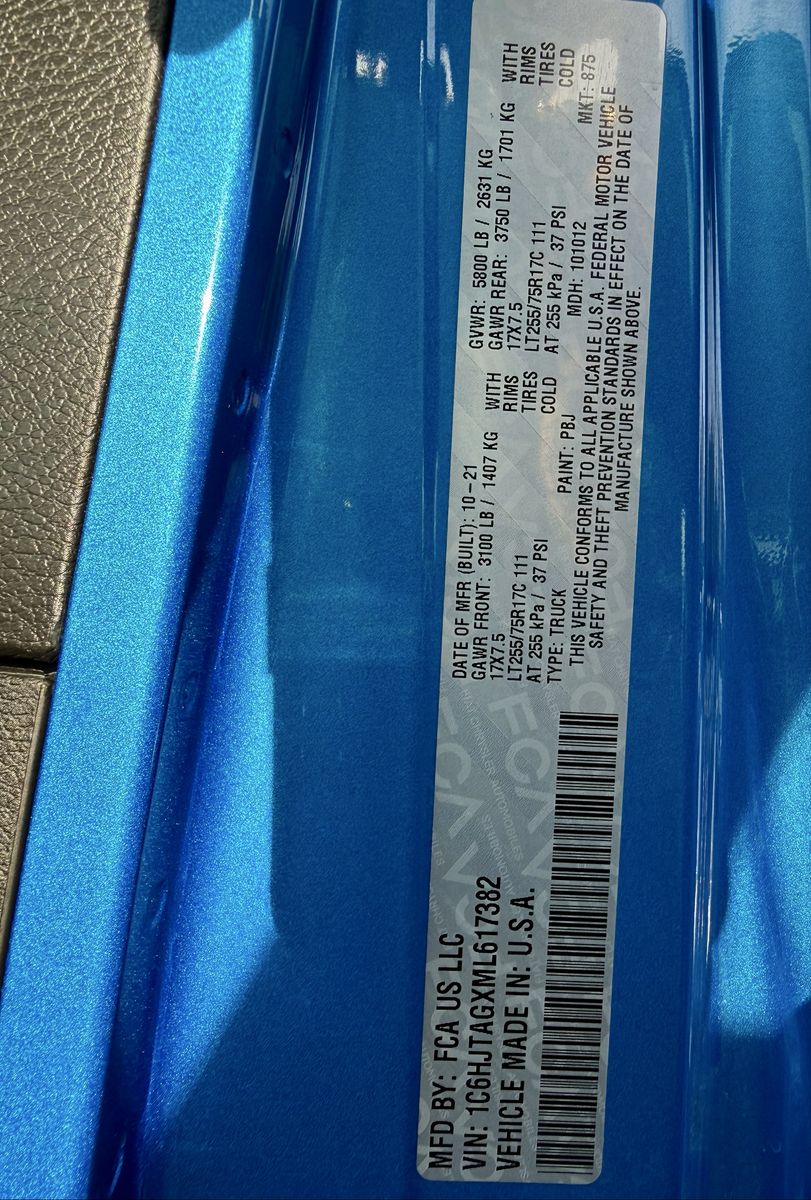 MFD BY: FCA US LLC
VIN: 1C6HJTAGXML617382
VEHICLE MADE IN: U.S.A.
DATE OF MFR (BUILT): 10-21
GAWR FRONT: 3100 LB / 1407 KG WITH
17X7.5 RIMS
LT255/75R17C 111 TIRES
AT 255 kPa / 37 PSI COLD
GVWR: 5800 LB / 2631 KG
GAWR REAR: 3750 LB / 1701 KG WITH
17X7.5 RIMS
LT255/75R17C 111 TIRES
AT 255 kPa / 37 PSI COLD
TYPE: TRUCK PAINT: PBJ MDH: 101012 MKT: 875
THIS VEHICLE CONFORMS TO ALL APPLICABLE U.S.A. FEDERAL MOTOR VEHICLE
SAFETY AND THEFT PREVENTION STANDARDS IN EFFECT ON THE DATE OF
MANUFACTURE SHOWN ABOVE.